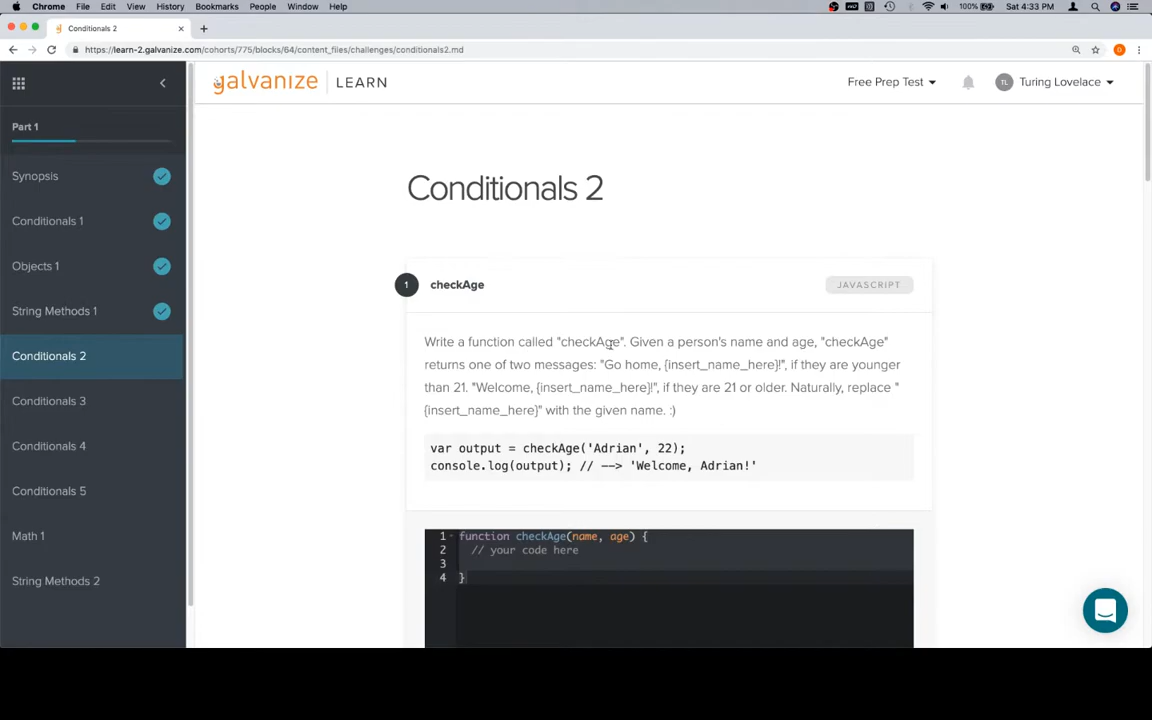 Chrome File Edit View History Bookmarks People Window Help
100% Sat 4:33 PM
Conditionals 2
https://learn-2.galvanize.com/cohorts/775/blocks/64/content_files/challenges/conditionals2.md
galvanize LEARN
Free Prep Test
TL Turing Lovelace
Part 1
Synopsis
Conditionals 1
Objects 1
String Methods 1
Conditionals 2
Conditionals 3
Conditionals 4
Conditionals 5
Math 1
String Methods 2
Conditionals 2
1 checkAge JAVASCRIPT
Write a function called "checkAge". Given a person's name and age, "checkAge"
returns one of two messages: "Go home, {insert_name_here}!", if they are younger
than 21. "Welcome, {insert_name_here}!", if they are 21 or older. Naturally, replace "
{insert_name_here}" with the given name. :)
var output = checkAge('Adrian', 22);
console.log(output); // --> 'Welcome, Adrian!'
1 function checkAge(name, age) {
2 // your code here
3
4 }